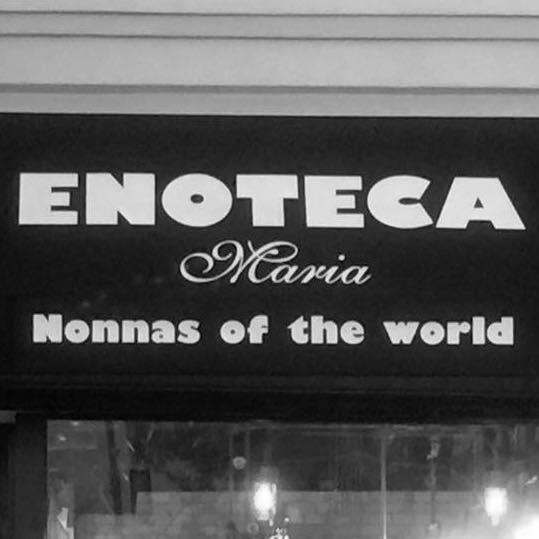 ENOTECA
Maria
Nonnas of the world